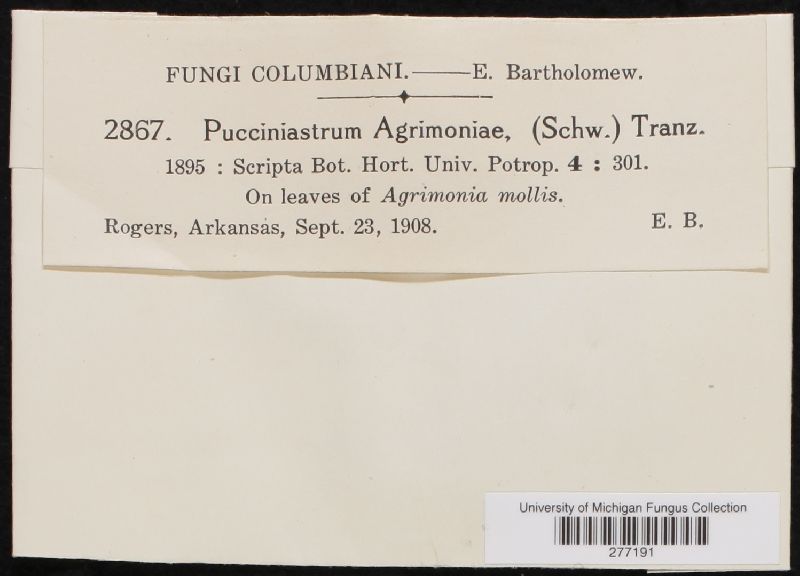 FUNGI COLUMBIANI.——E. Bartholomew.
2867. Pucciniastrum Agrimoniae, (Schw.) Tranz.
1895 : Scripta Bot. Hort. Univ. Potrop. 4 : 301.
On leaves of Agrimonia mollis.
Rogers, Arkansas, Sept. 23, 1908. E. B.
University of Michigan Fungus Collection
277191